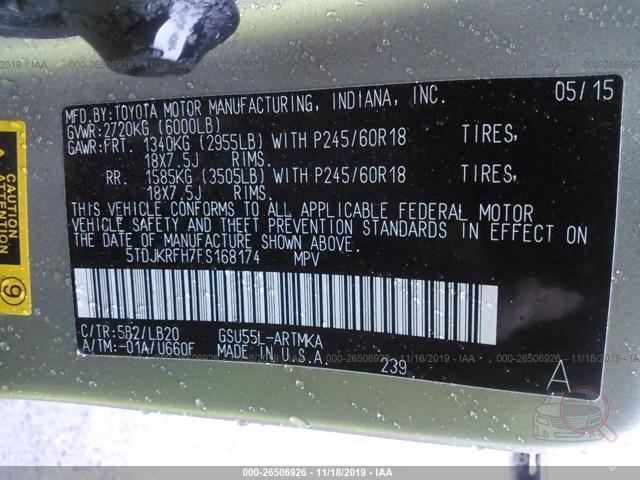 MFD.BY:TOYOTA MOTOR MANUFACTURING, INDIANA, INC. 05/15
GVWR:2720KG (6000LB)
GAWR:FRT. 1340KG (2955LB) WITH P245/60R18 TIRES,
18X7.5J RIMS.
RR. 1585KG (3505LB) WITH P245/60R18 TIRES,
18X7.5J RIMS.
THIS VEHICLE CONFORMS TO ALL APPLICABLE FEDERAL MOTOR
VEHICLE SAFETY AND THEFT PREVENTION STANDARDS IN EFFECT ON
THE DATE OF MANUFACTURE SHOWN ABOVE.
5TDJKRFH7FS168174 MPV
C/TR:5B2/LB20 GSU55L-ARTMKA
A/TM:-01A/U660F MADE IN U.S.A.
239
A
CAUTION
ATTENTION
9
000-26506926 - 11/18/2019 - IAA